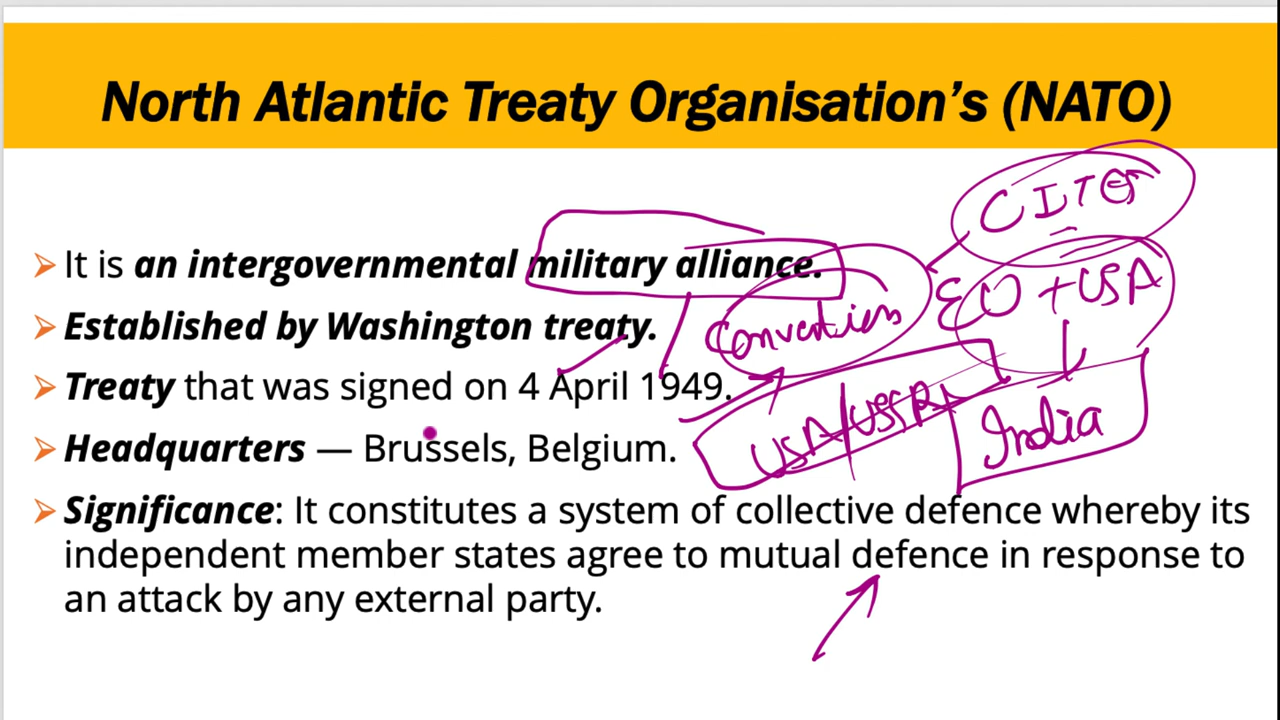 North Atlantic Treaty Organisation's (NATO)
CITES
It is an intergovernmental military alliance.
EU + USA
Convention
Established by Washington treaty.
Treaty that was signed on 4 April 1949.
USA/USSR
India
Headquarters — Brussels, Belgium.
Significance: It constitutes a system of collective defence whereby its
independent member states agree to mutual defence in response to
an attack by any external party.